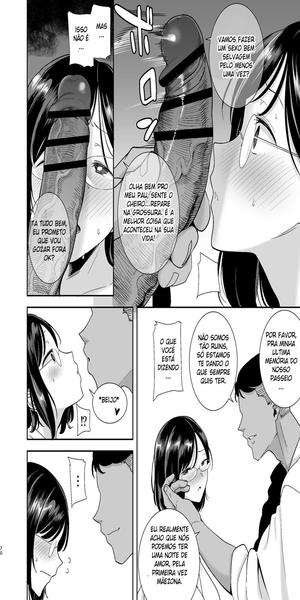 VAMOS FAZER
UM SEXO BEM
SELVAGEM
PELO MENOS
UMA VEZ?
MAS
...
ISSO
NÃO É
...
OLHA BEM PRO
MEU PAU, SENTE O
CHEIRO...REPARE
NA GROSSURA. É A
MELHOR COISA QUE
ACONTECEU NA SUA
VIDA!
TA TUDO BEM,
EU PROMETO
QUE VOU
GOZAR FORA
OK?
POR FAVOR,
PRA MINHA
ULTIMA
MEMÓRIA DO
NOSSO
PASSEIO
...
NÃO SOMOS
TÃO RUINS,
SÓ ESTAMOS
TE DANDO O
QUE SEMPRE
QUIS TER,
O QUE
VOCÊ ESTÁ
DIZENDO
...
EU REALMENTE
ACHO QUE NÓS
PODEMOS TER
UMA NOITE
DE AMOR, PELA
PRIMEIRA VEZ
MÃEZONA.
*BEIJO*
♥
!?
...